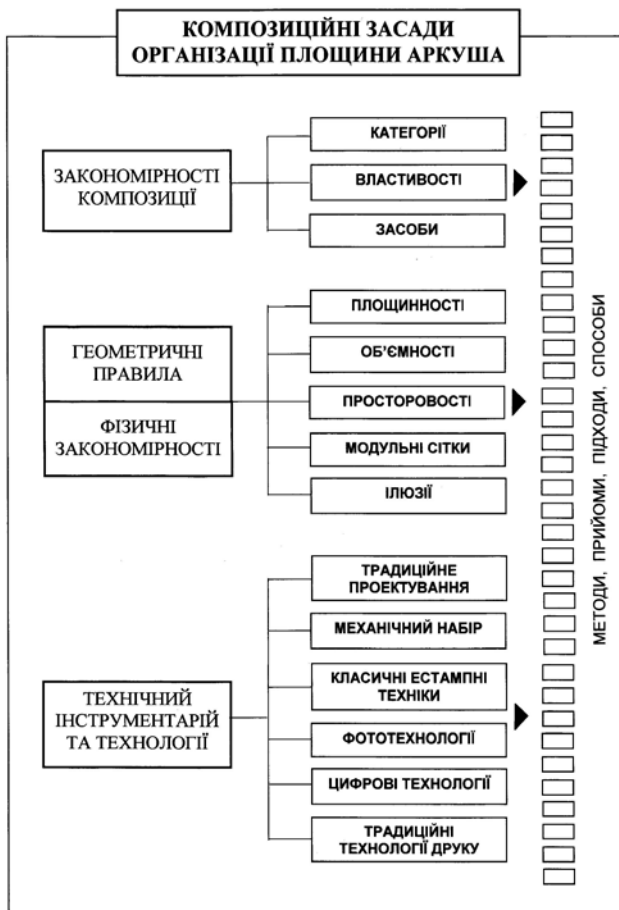 КОМПОЗИЦІЙНІ ЗАСАДИ
ОРГАНІЗАЦІЇ ПЛОЩИНИ АРКУША
ЗАКОНОМІРНОСТІ
КОМПОЗИЦІЇ
КАТЕГОРІЇ
ВЛАСТИВОСТІ
ЗАСОБИ
ГЕОМЕТРИЧНІ
ПРАВИЛА
ФІЗИЧНІ
ЗАКОНОМІРНОСТІ
ПЛОЩИННОСТІ
ОБ'ЄМНОСТІ
ПРОСТОРОВОСТІ
МОДУЛЬНІ СІТКИ
ІЛЮЗІЇ
ТЕХНІЧНИЙ
ІНСТРУМЕНТАРІЙ
ТА ТЕХНОЛОГІЇ
ТРАДИЦІЙНЕ
ПРОЕКТУВАННЯ
МЕХАНІЧНИЙ НАБІР
КЛАСИЧНІ ЕСТАМПНІ
ТЕХНІКИ
ФОТОТЕХНОЛОГІЇ
ЦИФРОВІ ТЕХНОЛОГІЇ
ТРАДИЦІЙНІ
ТЕХНОЛОГІЇ ДРУКУ
МЕТОДИ, ПРИЙОМИ, ПІДХОДИ, СПОСОБИ